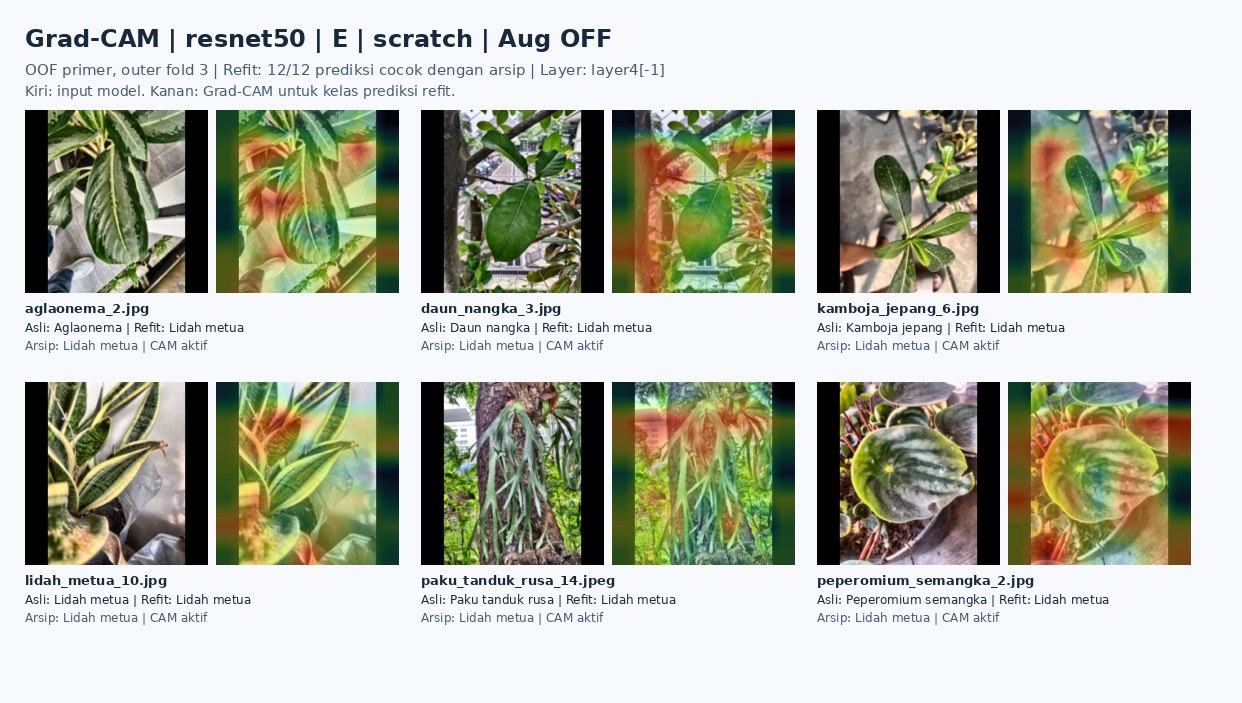 Grad-CAM | resnet50 | E | scratch | Aug OFF
OOF primer, outer fold 3 | Refit: 12/12 prediksi cocok dengan arsip | Layer: layer4[-1]
Kiri: input model. Kanan: Grad-CAM untuk kelas prediksi refit.
aglaonema_2.jpg
Asli: Aglaonema | Refit: Lidah metua
Arsip: Lidah metua | CAM aktif
daun_nangka_3.jpg
Asli: Daun nangka | Refit: Lidah metua
Arsip: Lidah metua | CAM aktif
kamboja_jepang_6.jpg
Asli: Kamboja jepang | Refit: Lidah metua
Arsip: Lidah metua | CAM aktif
lidah_metua_10.jpg
Asli: Lidah metua | Refit: Lidah metua
Arsip: Lidah metua | CAM aktif
paku_tanduk_rusa_14.jpeg
Asli: Paku tanduk rusa | Refit: Lidah metua
Arsip: Lidah metua | CAM aktif
peperomium_semangka_2.jpg
Asli: Peperomium semangka | Refit: Lidah metua
Arsip: Lidah metua | CAM aktif